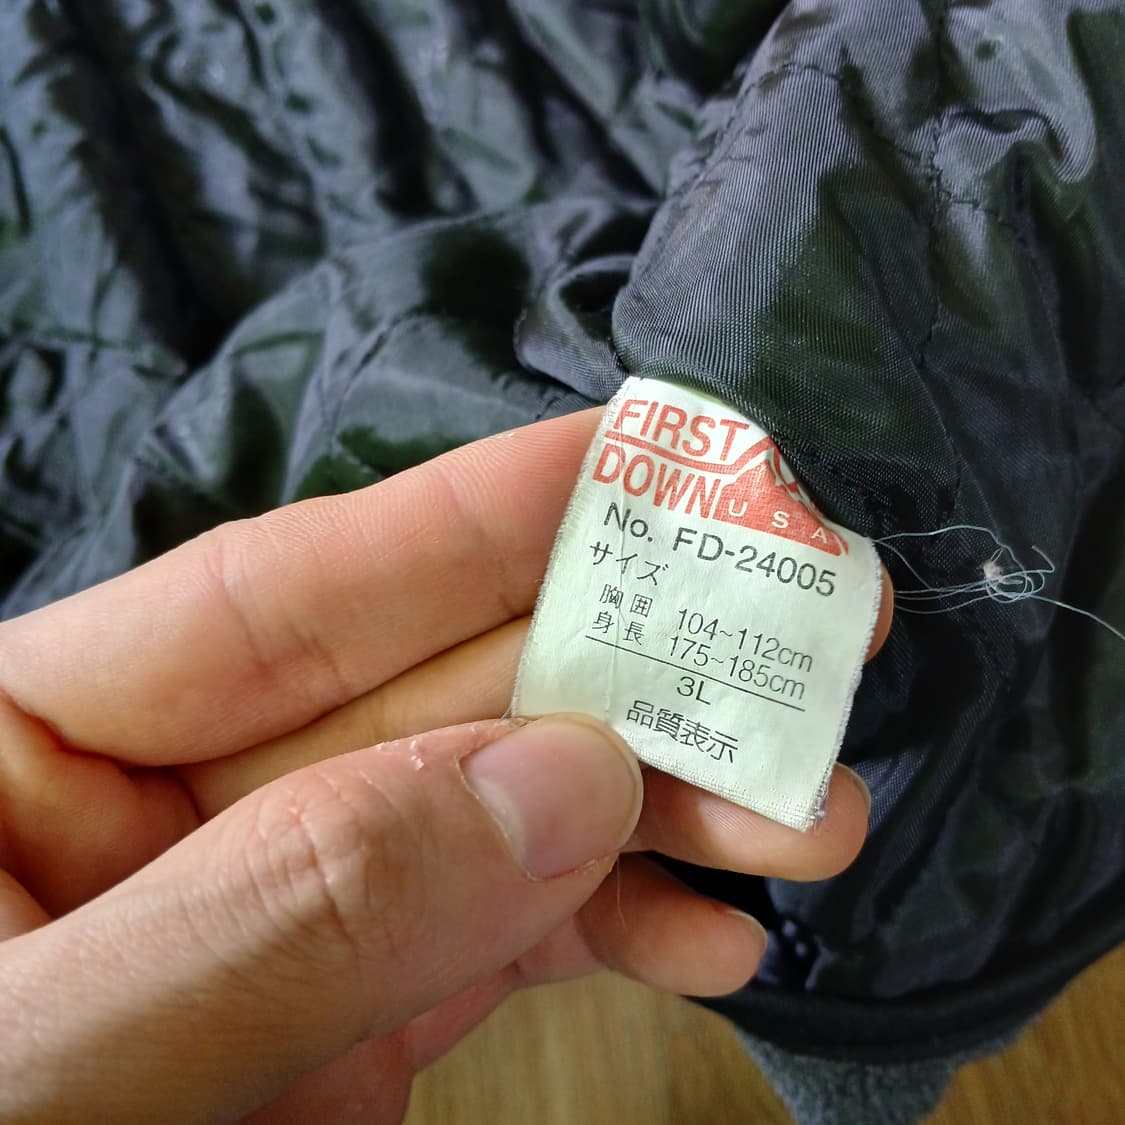 FIRST
DOWN
USA
No. FD-24005
サイズ
胸囲 104~112cm
身長 175~185cm
3L
品質表示